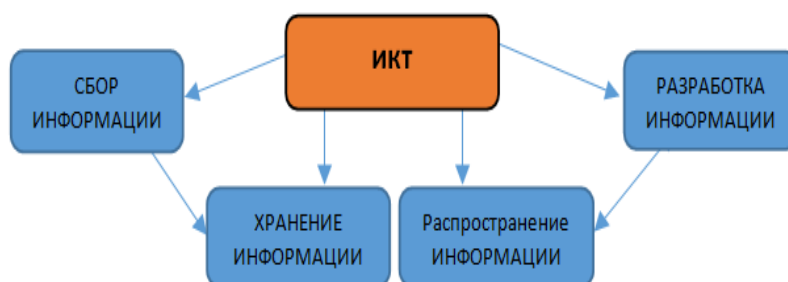 ИКТ
СБОР
ИНФОРМАЦИИ
РАЗРАБОТКА
ИНФОРМАЦИИ
ХРАНЕНИЕ
ИНФОРМАЦИИ
Распространение
ИНФОРМАЦИИ